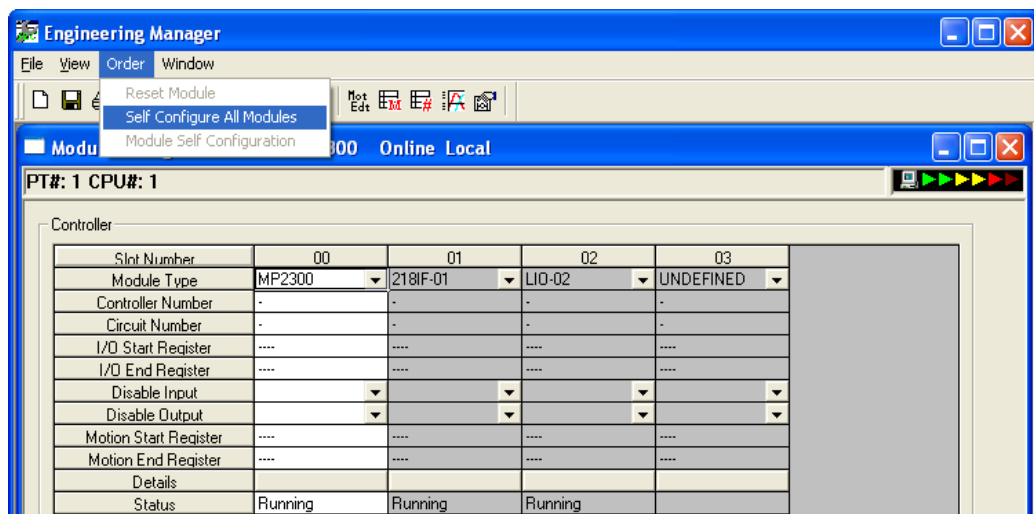 Engineering Manager
File View Order Window
Reset Module
Self Configure All Modules
Module Self Configuration
Mot Edt M #
Modu 300 Online Local
PT#: 1 CPU#: 1
Controller
Slot Number 00 01 02 03
Module Type MP2300 218IF-01 LIO-02 UNDEFINED
Controller Number - - - -
Circuit Number - - - -
I/O Start Register ---- ---- ---- ----
I/O End Register ---- ---- ---- ----
Disable Input
Disable Output
Motion Start Register ---- ---- ---- ----
Motion End Register ---- ---- ---- ----
Details
Status Running Running Running